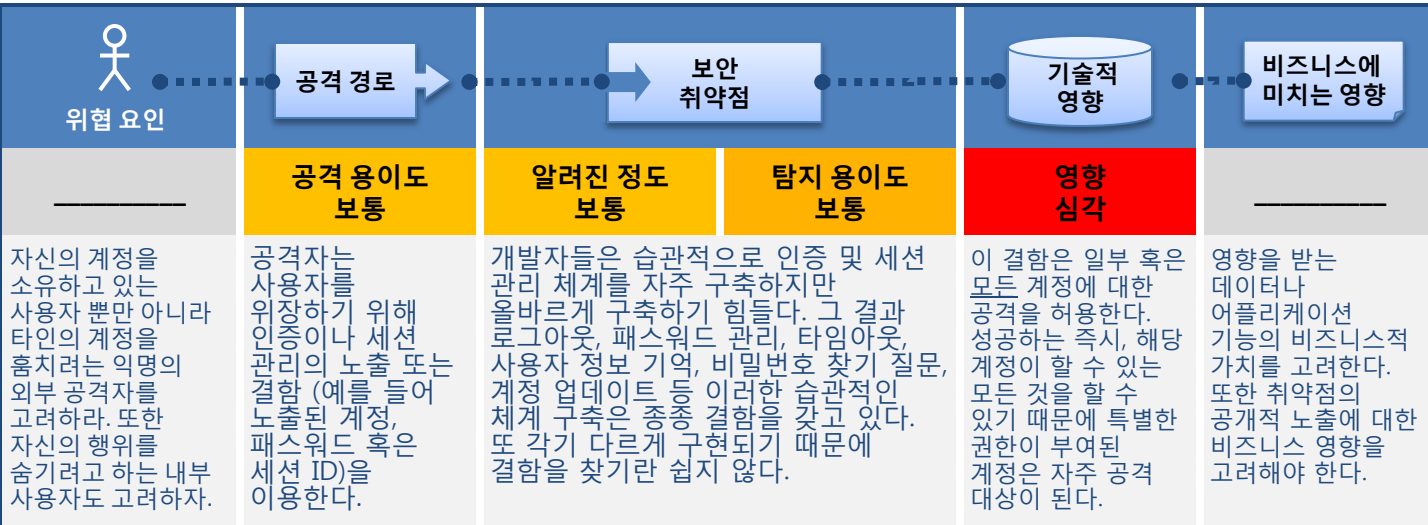 위협 요인
공격 경로
보안
취약점
기술적
영향
비즈니스에
미치는 영향
__________
공격 용이도
보통
알려진 정도
보통
탐지 용이도
보통
영향
심각
__________
자신의 계정을
소유하고 있는
사용자 뿐만 아니라
타인의 계정을
훔치려는 익명의
외부 공격자를
고려하라. 또한
자신의 행위를
숨기려고 하는 내부
사용자도 고려하자.
공격자는
사용자를
위장하기 위해
인증이나 세션
관리의 노출 또는
결함 (예를 들어
노출된 계정,
패스워드 혹은
세션 ID)을
이용한다.
개발자들은 습관적으로 인증 및 세션
관리 체계를 자주 구축하지만
올바르게 구축하기 힘들다. 그 결과
로그아웃, 패스워드 관리, 타임아웃,
사용자 정보 기억, 비밀번호 찾기 질문,
계정 업데이트 등 이러한 습관적인
체계 구축은 종종 결함을 갖고 있다.
또 각기 다르게 구현되기 때문에
결함을 찾기란 쉽지 않다.
이 결함은 일부 혹은
모든 계정에 대한
공격을 허용한다.
성공하는 즉시, 해당
계정이 할 수 있는
모든 것을 할 수
있기 때문에 특별한
권한이 부여된
계정은 자주 공격
대상이 된다.
영향을 받는
데이터나
어플리케이션
기능의 비즈니스적
가치를 고려한다.
또한 취약점의
공개적 노출에 대한
비즈니스 영향을
고려해야 한다.